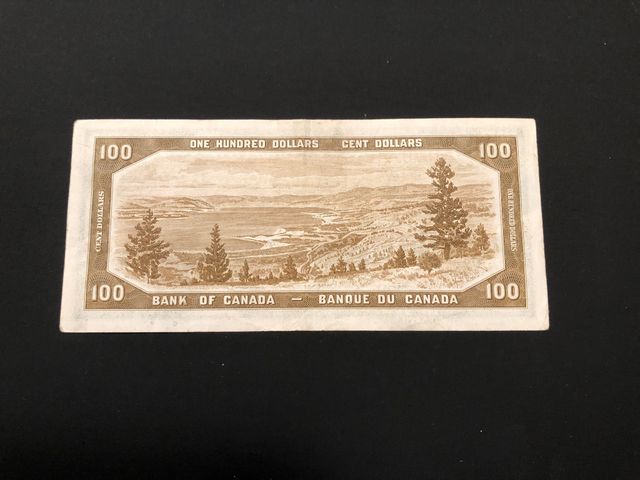 ONE HUNDRED DOLLARS CENT DOLLARS
100
100
CENT DOLLARS
ONE HUNDRED DOLLARS
100
BANK OF CANADA — BANQUE DU CANADA
100